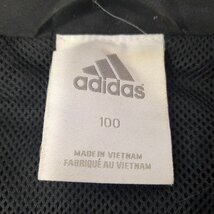 adidas
100
MADE IN VIETNAM
FABRIQUÉ AU VIETNAM